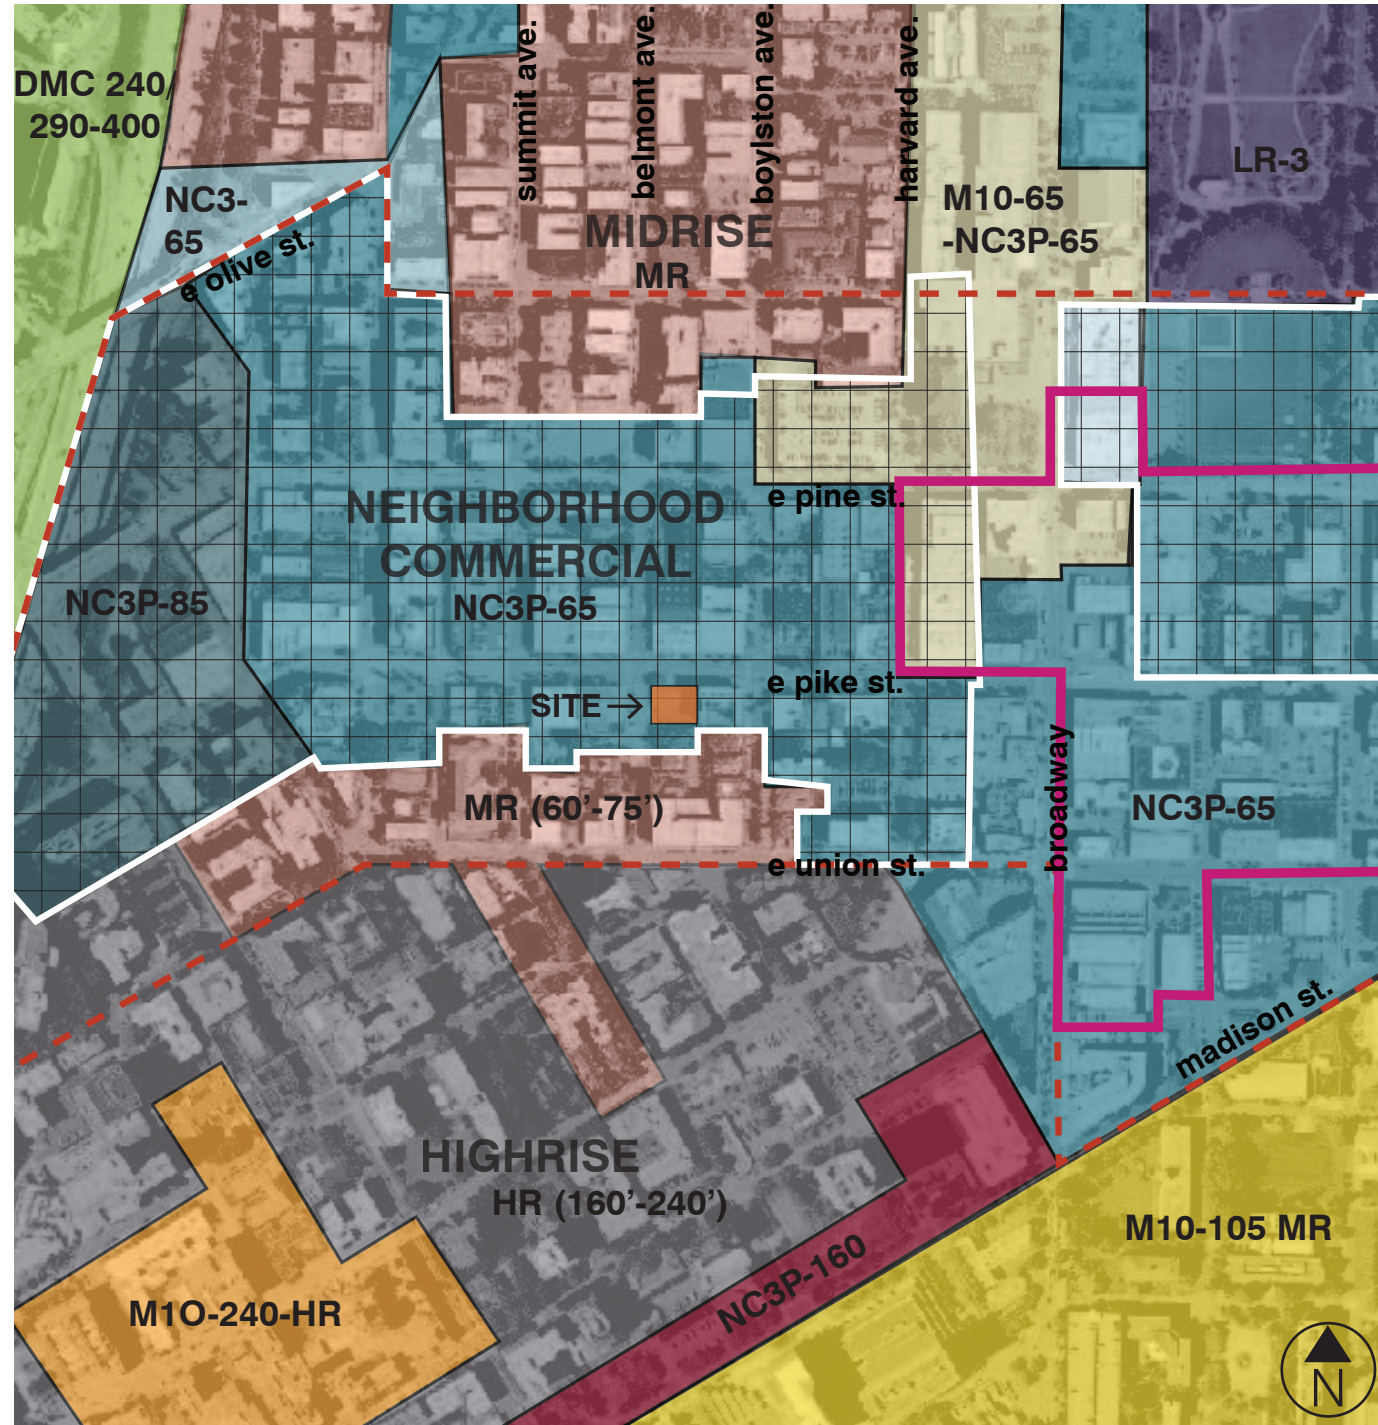 summit ave.
belmont ave.
boylston ave.
harvard ave.
DMC 240/
290-400
LR-3
NC3-
65
M10-65
-NC3P-65
MIDRISE
MR
e olive st.
NEIGHBORHOOD
COMMERCIAL
NC3P-65
e pine st.
NC3P-85
e pike st.
SITE
broadway
MR (60’-75’)
NC3P-65
e union st.
madison st.
HIGHRISE
HR (160’-240’)
M10-105 MR
NC3P-160
M1O-240-HR
N